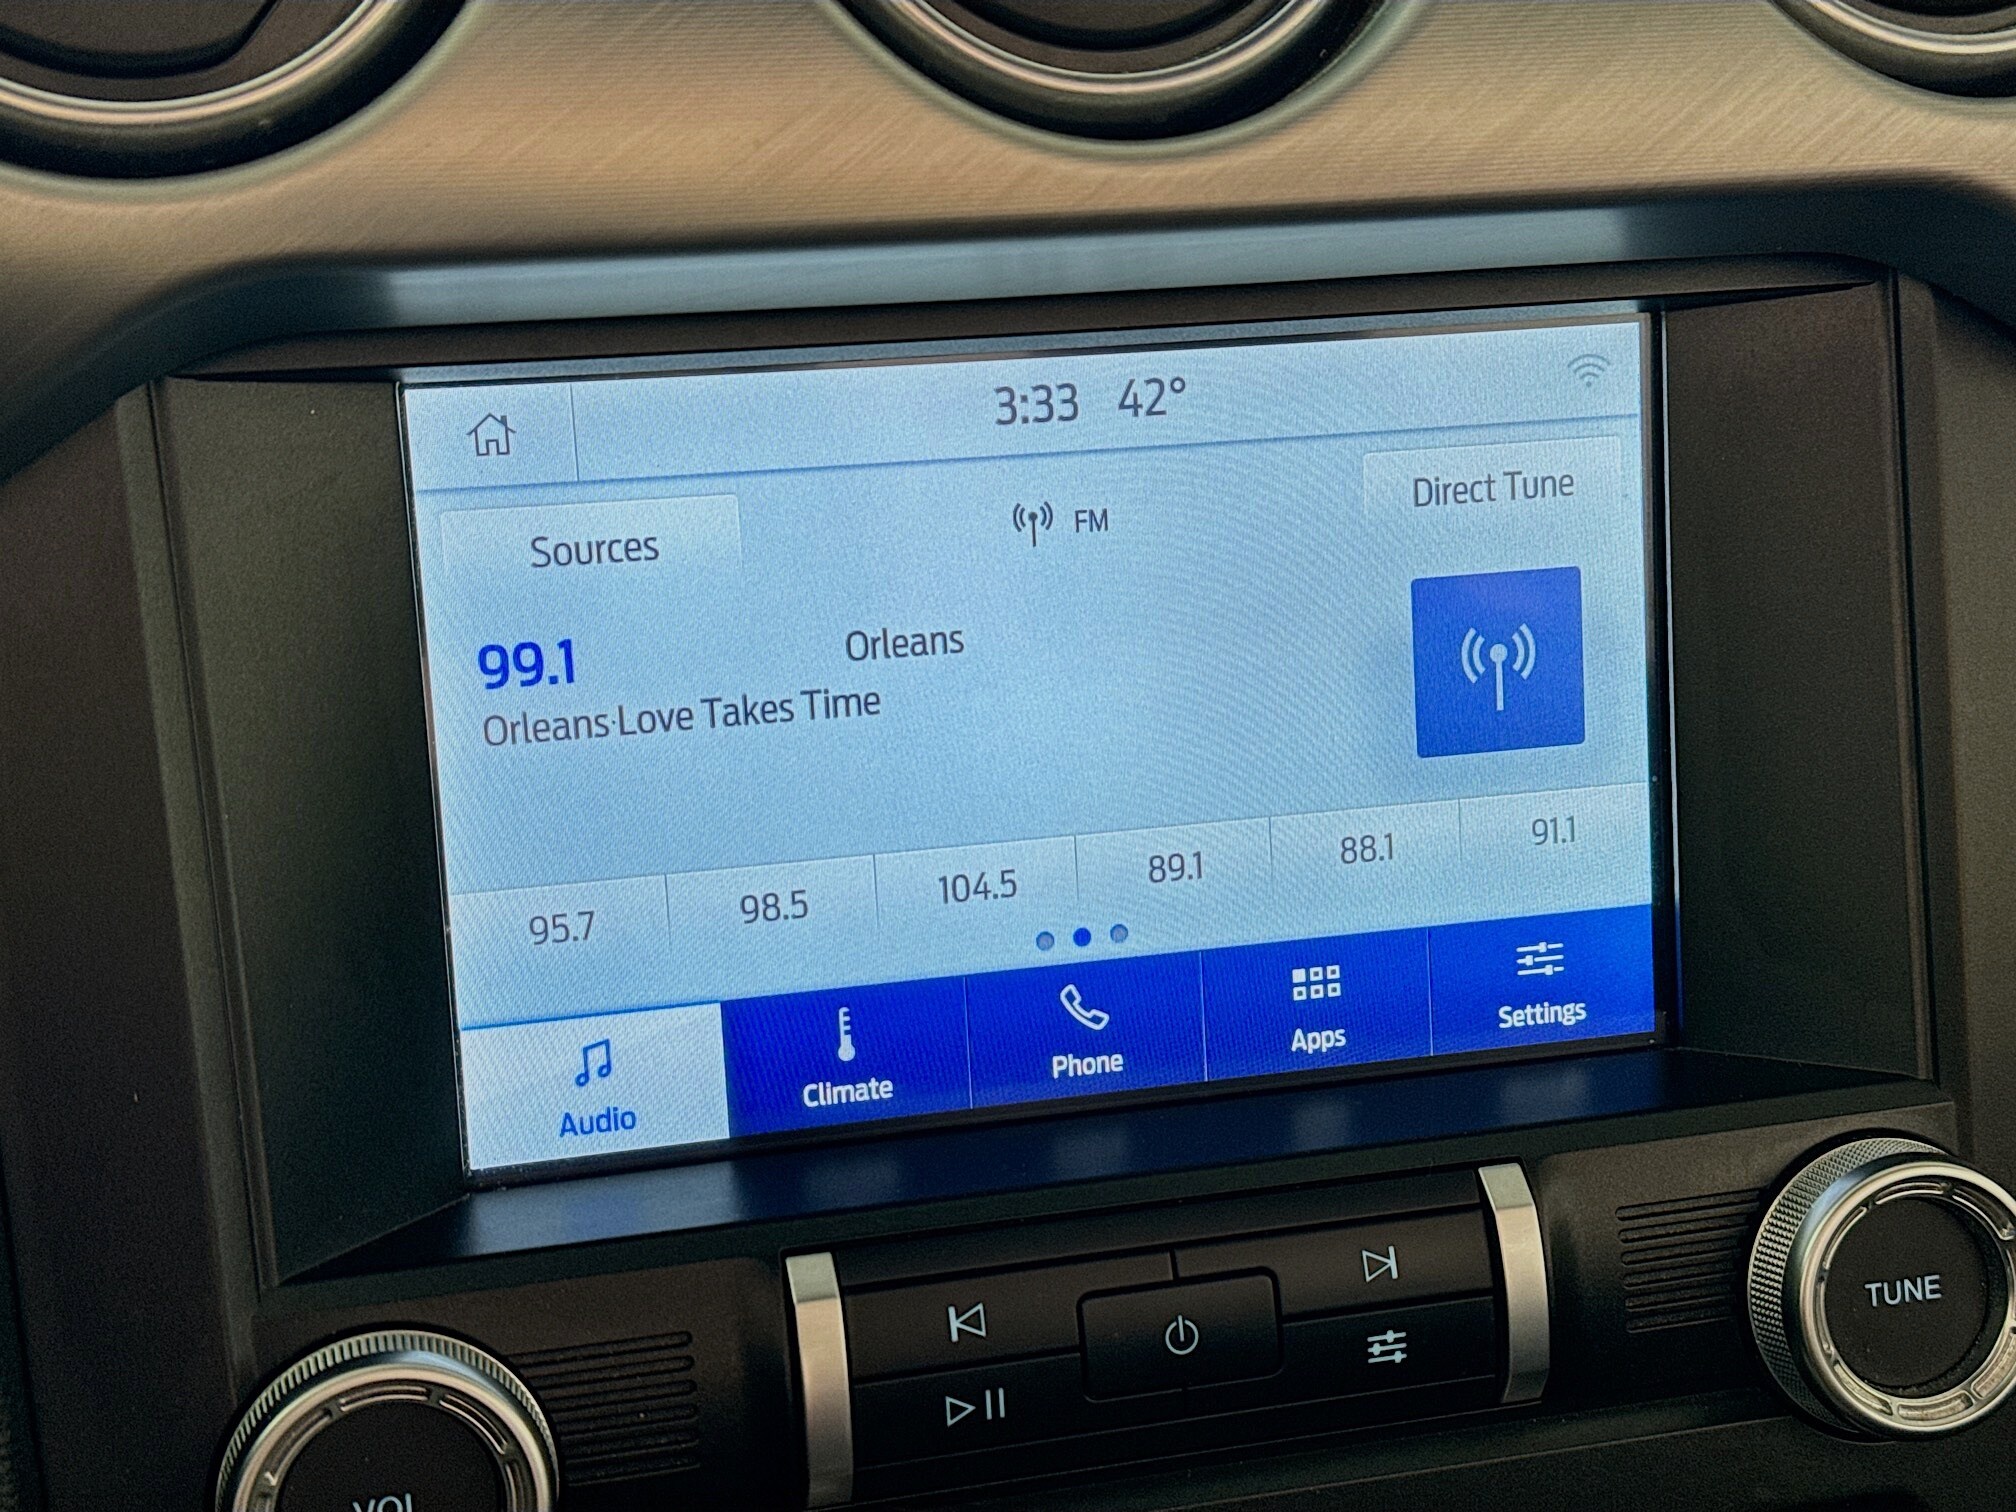 3:33 42°
Sources
FM
Direct Tune
99.1
Orleans
Orleans·Love Takes Time
95.7 98.5 104.5 89.1 88.1 91.1
Audio Climate Phone Apps Settings
TUNE
VOL